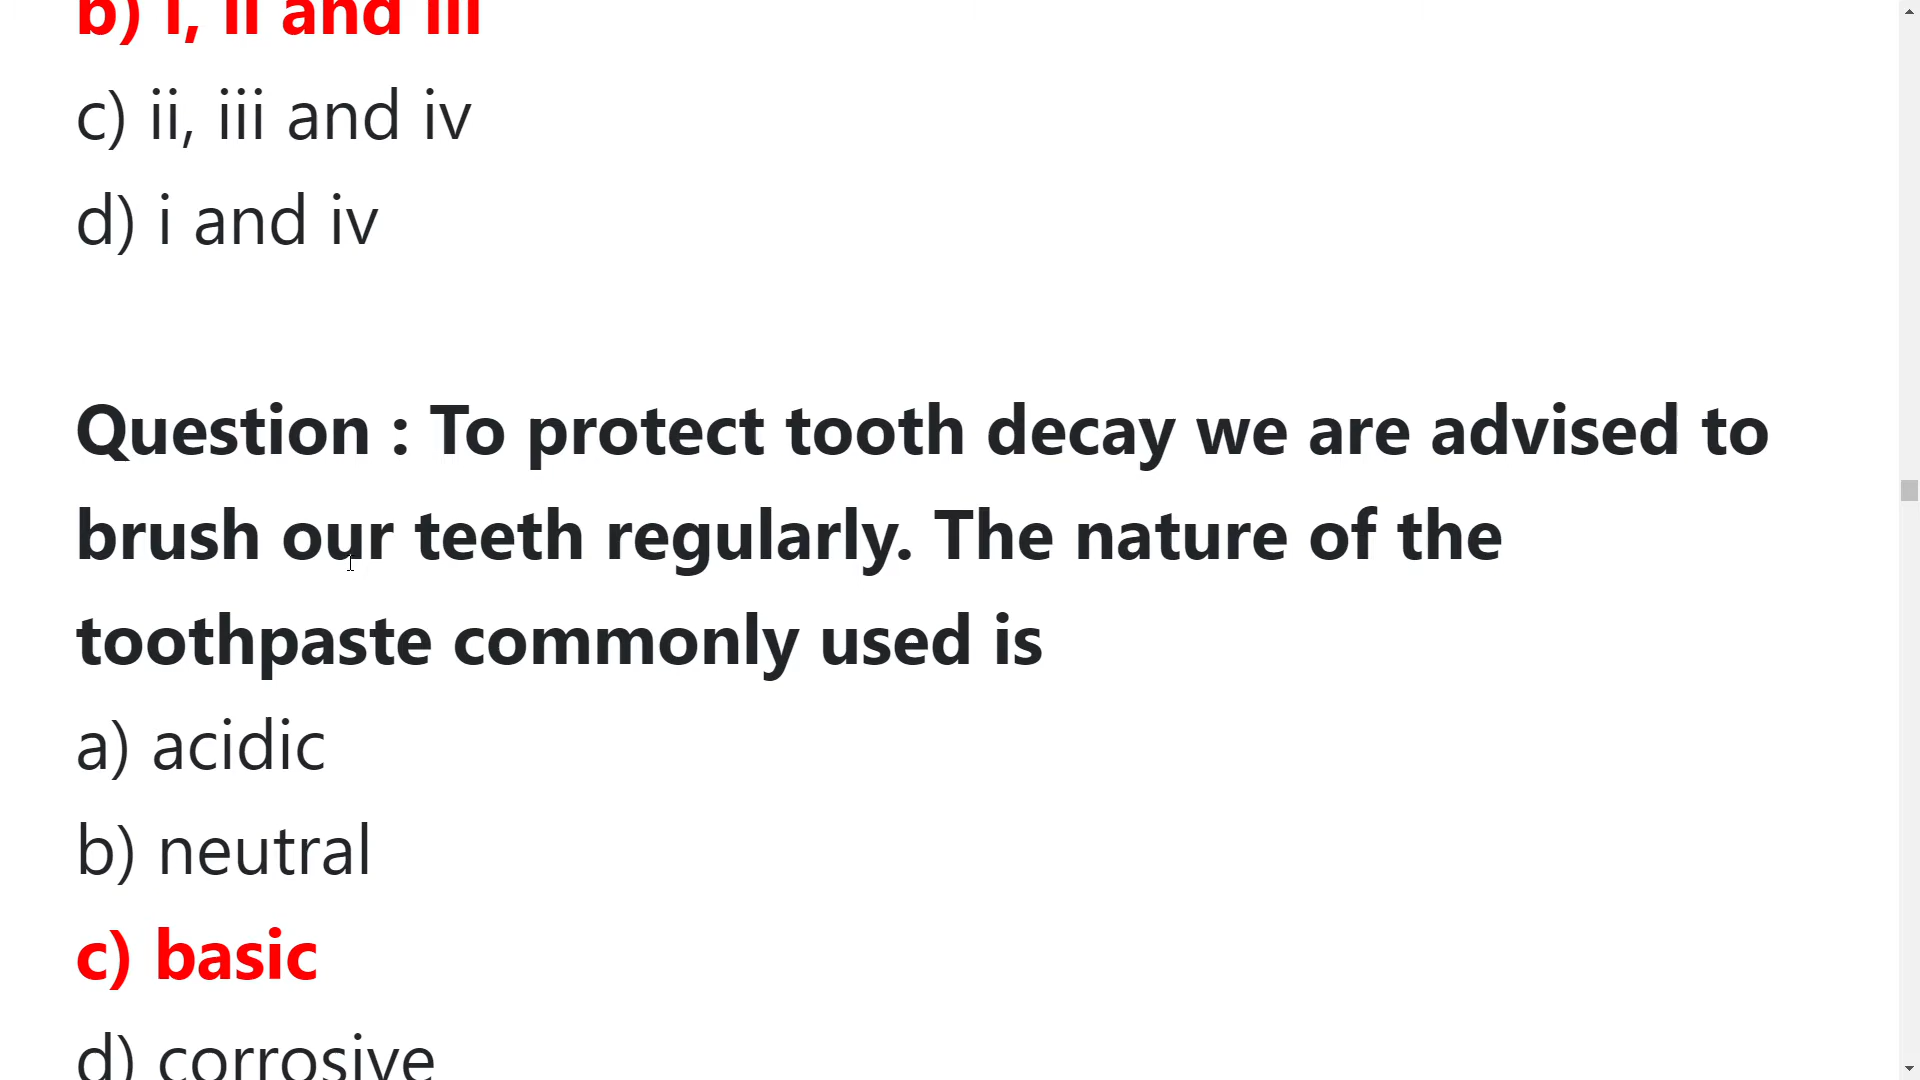 b) i, ii and iii
c) ii, iii and iv
d) i and iv
Question : To protect tooth decay we are advised to
brush our teeth regularly. The nature of the
toothpaste commonly used is
a) acidic
b) neutral
c) basic
d) corrosive